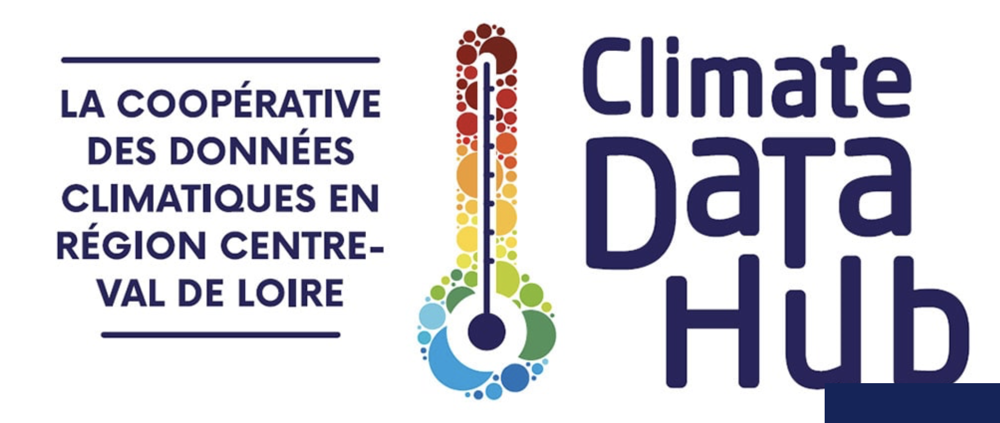 LA COOPÉRATIVE
DES DONNÉES
CLIMATIQUES EN
RÉGION CENTRE-
VAL DE LOIRE
Climate
DaTa
Hub